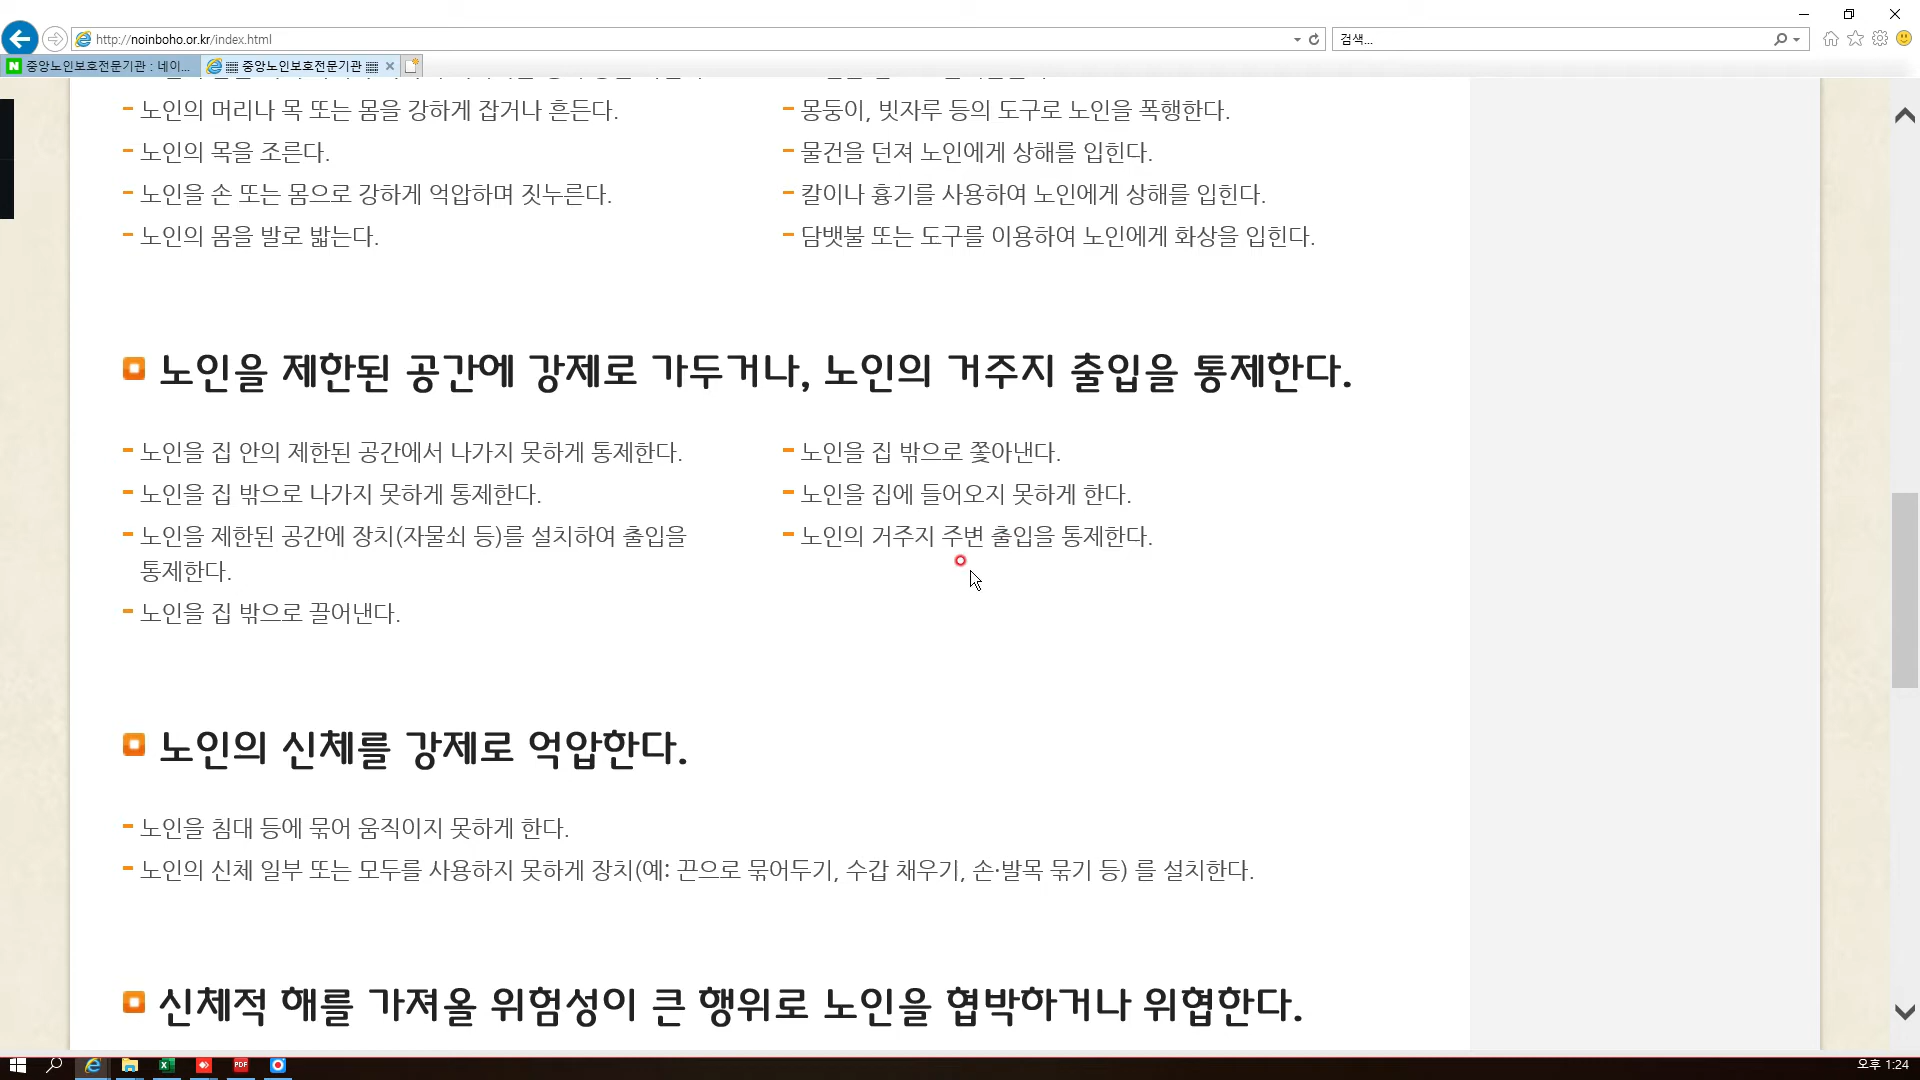 http://noinboho.or.kr/index.html
검색...
중앙노인보호전문기관 : 네이...
▦ 중앙노인보호전문기관 ▦
노인의 머리나 목 또는 몸을 강하게 잡거나 흔든다.
몽둥이, 빗자루 등의 도구로 노인을 폭행한다.
노인의 목을 조른다.
물건을 던져 노인에게 상해를 입힌다.
노인을 손 또는 몸으로 강하게 억압하며 짓누른다.
칼이나 흉기를 사용하여 노인에게 상해를 입힌다.
노인의 몸을 발로 밟는다.
담뱃불 또는 도구를 이용하여 노인에게 화상을 입힌다.
노인을 제한된 공간에 강제로 가두거나, 노인의 거주지 출입을 통제한다.
노인을 집 안의 제한된 공간에서 나가지 못하게 통제한다.
노인을 집 밖으로 쫓아낸다.
노인을 집 밖으로 나가지 못하게 통제한다.
노인을 집에 들어오지 못하게 한다.
노인을 제한된 공간에 장치(자물쇠 등)를 설치하여 출입을
통제한다.
노인의 거주지 주변 출입을 통제한다.
노인을 집 밖으로 끌어낸다.
노인의 신체를 강제로 억압한다.
노인을 침대 등에 묶어 움직이지 못하게 한다.
노인의 신체 일부 또는 모두를 사용하지 못하게 장치(예: 끈으로 묶어두기, 수갑 채우기, 손·발목 묶기 등) 를 설치한다.
신체적 해를 가져올 위험성이 큰 행위로 노인을 협박하거나 위협한다.
PDF
오후 1:24